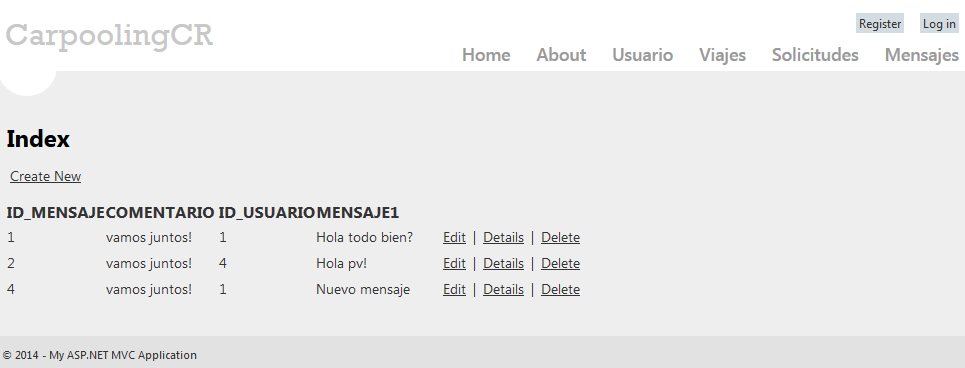 Register Log in
CarpoolingCR
Home About Usuario Viajes Solicitudes Mensajes
Index
Create New
ID_MENSAJE COMENTARIO ID_USUARIO MENSAJE1
1 vamos juntos! 1 Hola todo bien? Edit | Details | Delete
2 vamos juntos! 4 Hola pv! Edit | Details | Delete
4 vamos juntos! 1 Nuevo mensaje Edit | Details | Delete
© 2014 - My ASP.NET MVC Application